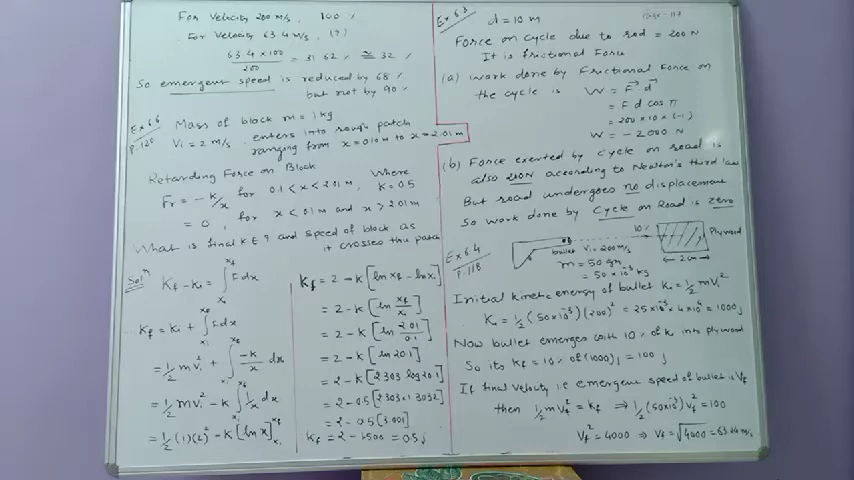 For Velocity 200 m/s, 100 %
For Velocity 63.4 m/s, (?)
63.4 × 100 / 200 = 31.62 % ≅ 32 %
So emergent speed is reduced by 68 %
but not by 90 %
Ex 6.6
P.120
Mass of block m = 1 kg
Vi = 2 m/s. enters into rough patch
ranging from x = 0.10 m to x = 2.01 m
Retarding Force on Block
Fr = -K/x for 0.1 < x < 2.01 m, Where K = 0.5
= 0, for x < 0.1 m and x > 2.01 m
What is final K.E ? and speed of block as
it crosses this patch
Soln
Kf - Ki = ∫ F dx
Kf = Ki + ∫ F dx
= 1/2 m Vi² + ∫ -K/x dx
= 1/2 m Vi² - K ∫ 1/x dx
= 1/2 (1)(2)² - K [ln x]
Kf = 2 - K [ln xf - ln xi]
= 2 - K [ln xf/xi]
= 2 - K [ln 2.01/0.1]
= 2 - K [ln 20.1]
= 2 - K [2.303 log 20.1]
= 2 - 0.5 [2.303 × 1.3032]
= 2 - 0.5 [3.001]
Kf = 2 - 1.500 = 0.5 j
Ex 6.3
d = 10 m
Force on cycle due to road = 200 N
It is frictional Force
(a) Work done by Frictional Force on
the cycle is W = F . d
= F d cos π
= 200 × 10 × (-1)
W = - 2000 N
(b) Force exerted by cycle on road is
also 200 N according to Newton's third law
But road undergoes no displacement
So work done by cycle on Road is zero
Ex 6.4
P.118
bullet Vi = 200 m/s
m = 50 gm
= 50 × 10⁻³ kg
10 %
Plywood
2 cm
Initial kinetic energy of bullet Ki = 1/2 m Vi²
Ki = 1/2 (50×10⁻³)(200)² = 25×10⁻³ × 4×10⁴ = 1000 j
Now bullet emerges with 10 % of K into plywood
So its Kf = 10 % of (1000) j = 100 j
If final velocity i.e emergent speed of bullet is Vf
then 1/2 m Vf² = Kf ⇒ 1/2 (50×10⁻³) Vf² = 100
Vf² = 4000 ⇒ Vf = √4000 = 63.24 m/s